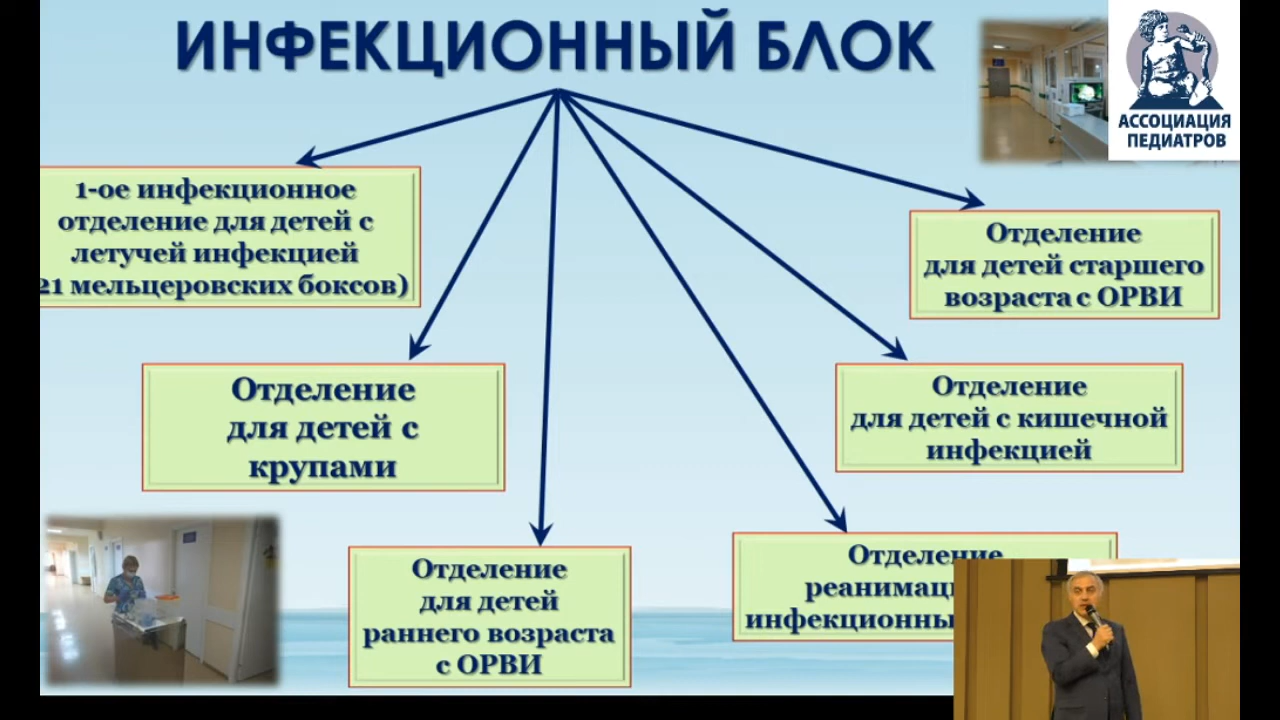 ИНФЕКЦИОННЫЙ БЛОК
АССОЦИАЦИЯ
ПЕДИАТРОВ
1-ое инфекционное
отделение для детей с
летучей инфекцией
21 мельцеровских боксов)
Отделение
для детей старшего
возраста с ОРВИ
Отделение
для детей с
крупами
Отделение
для детей с кишечной
инфекцией
Отделение
для детей
раннего возраста
с ОРВИ
Отделение